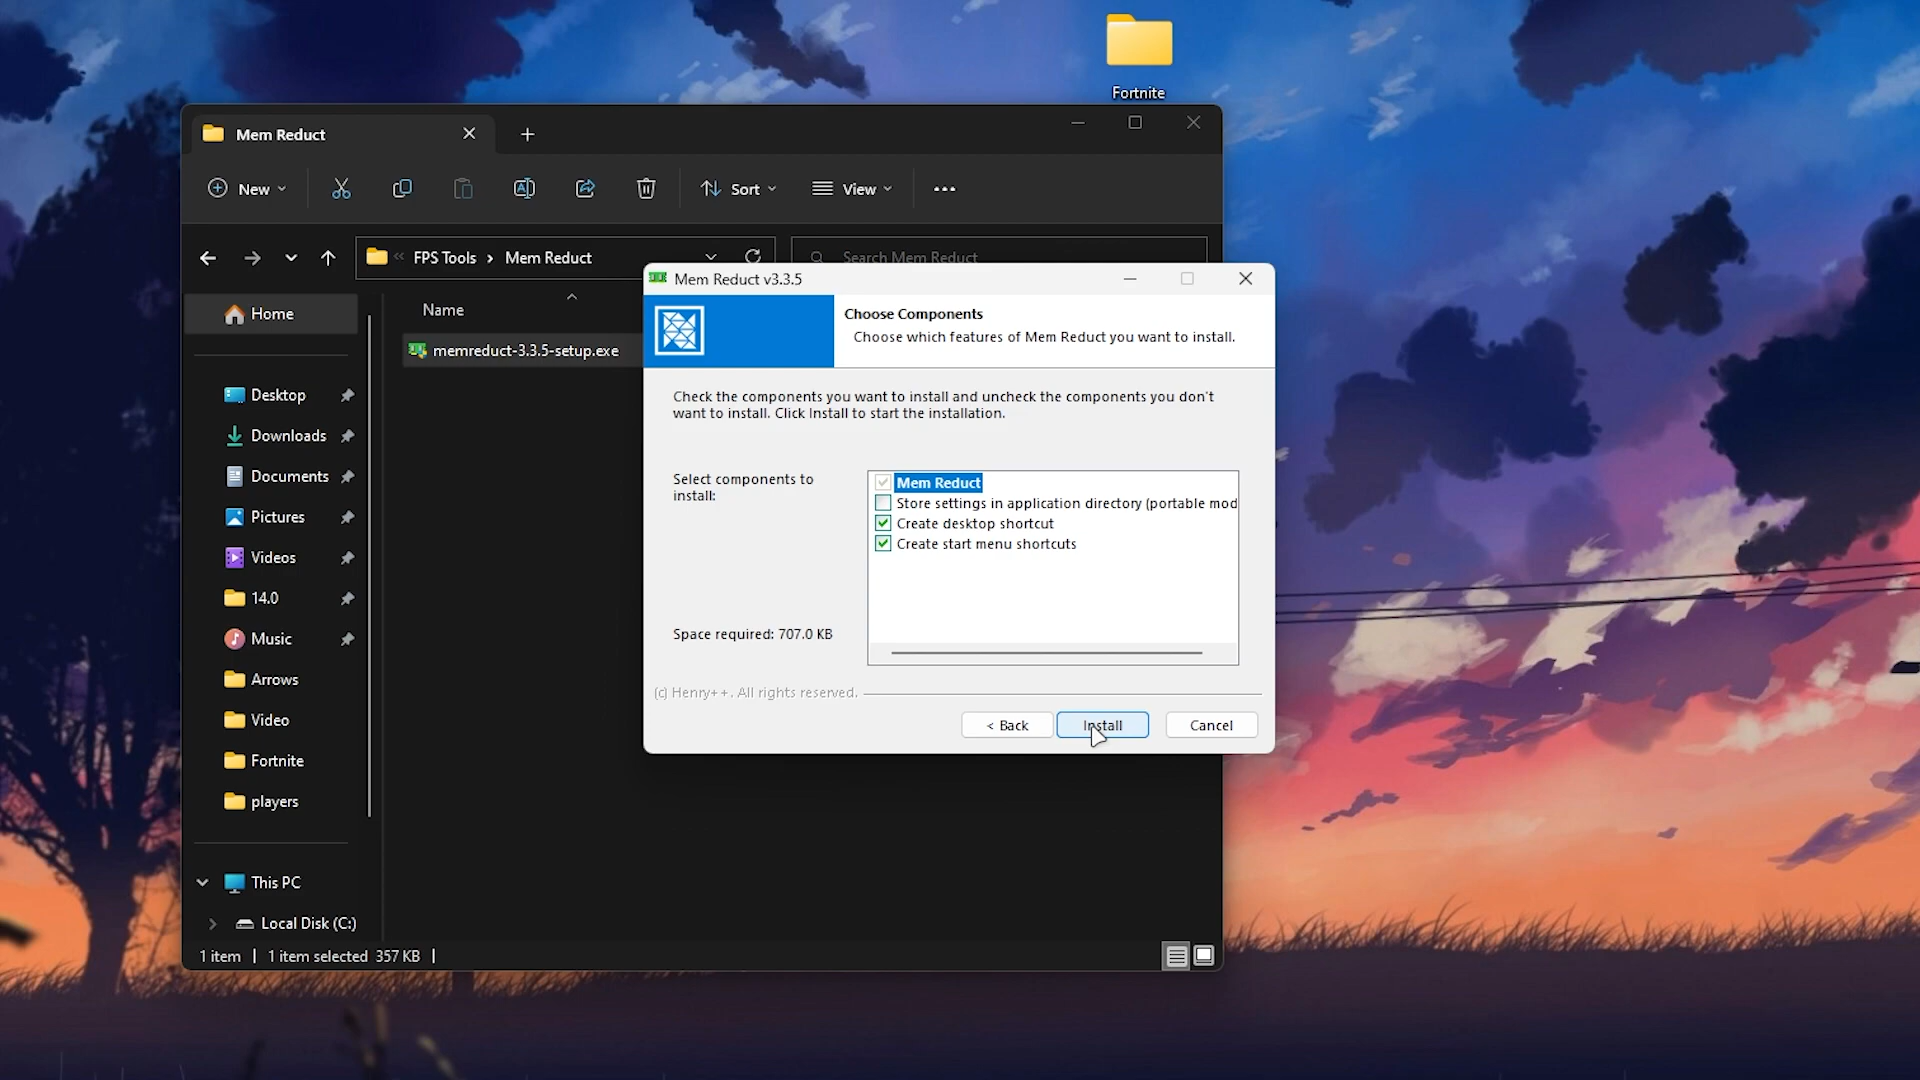 Fortnite
Mem Reduct
New
Sort
View
FPS Tools
Mem Reduct
Search Mem Reduct
Home
Desktop
Downloads
Documents
Pictures
Videos
14.0
Music
Arrows
Video
Fortnite
players
This PC
Local Disk (C:)
Name
memreduct-3.3.5-setup.exe
1 item
1 item selected 357 KB
Mem Reduct v3.3.5
Choose Components
Choose which features of Mem Reduct you want to install.
Check the components you want to install and uncheck the components you don't
want to install. Click Install to start the installation.
Select components to
install:
Mem Reduct
Store settings in application directory (portable mod
Create desktop shortcut
Create start menu shortcuts
Space required: 707.0 KB
(c) Henry++. All rights reserved.
< Back
Install
Cancel